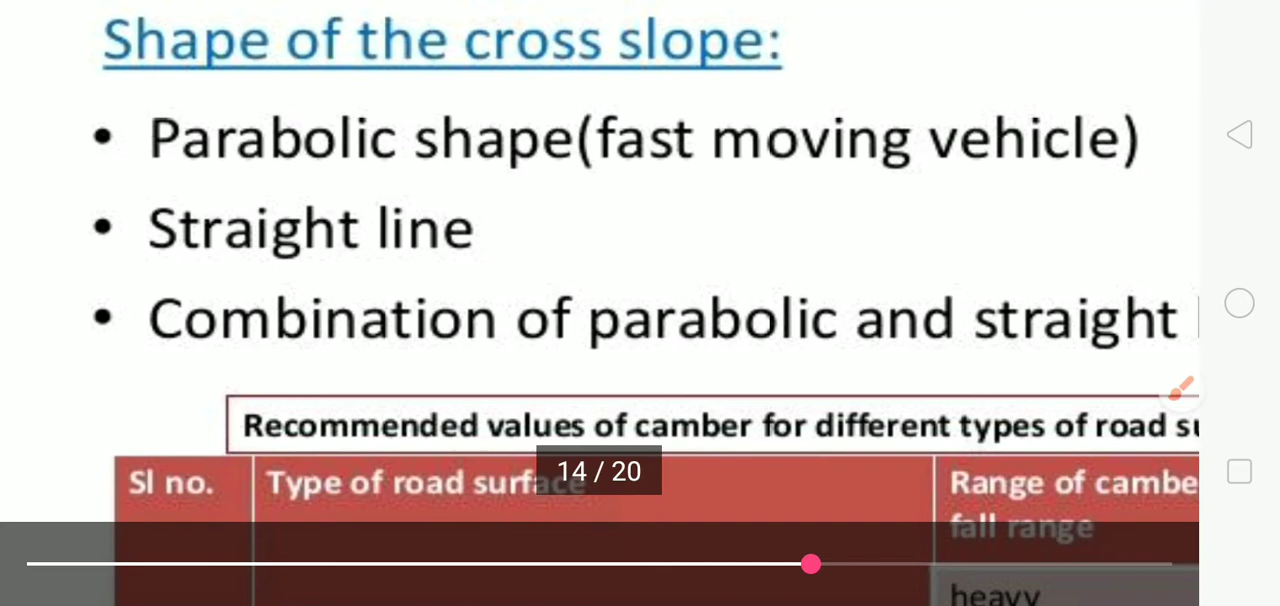 Shape of the cross slope:
• Parabolic shape(fast moving vehicle)
• Straight line
• Combination of parabolic and straight
Recommended values of camber for different types of road
Sl no. Type of road surface Range of cambe
fall range
14 / 20
heavy